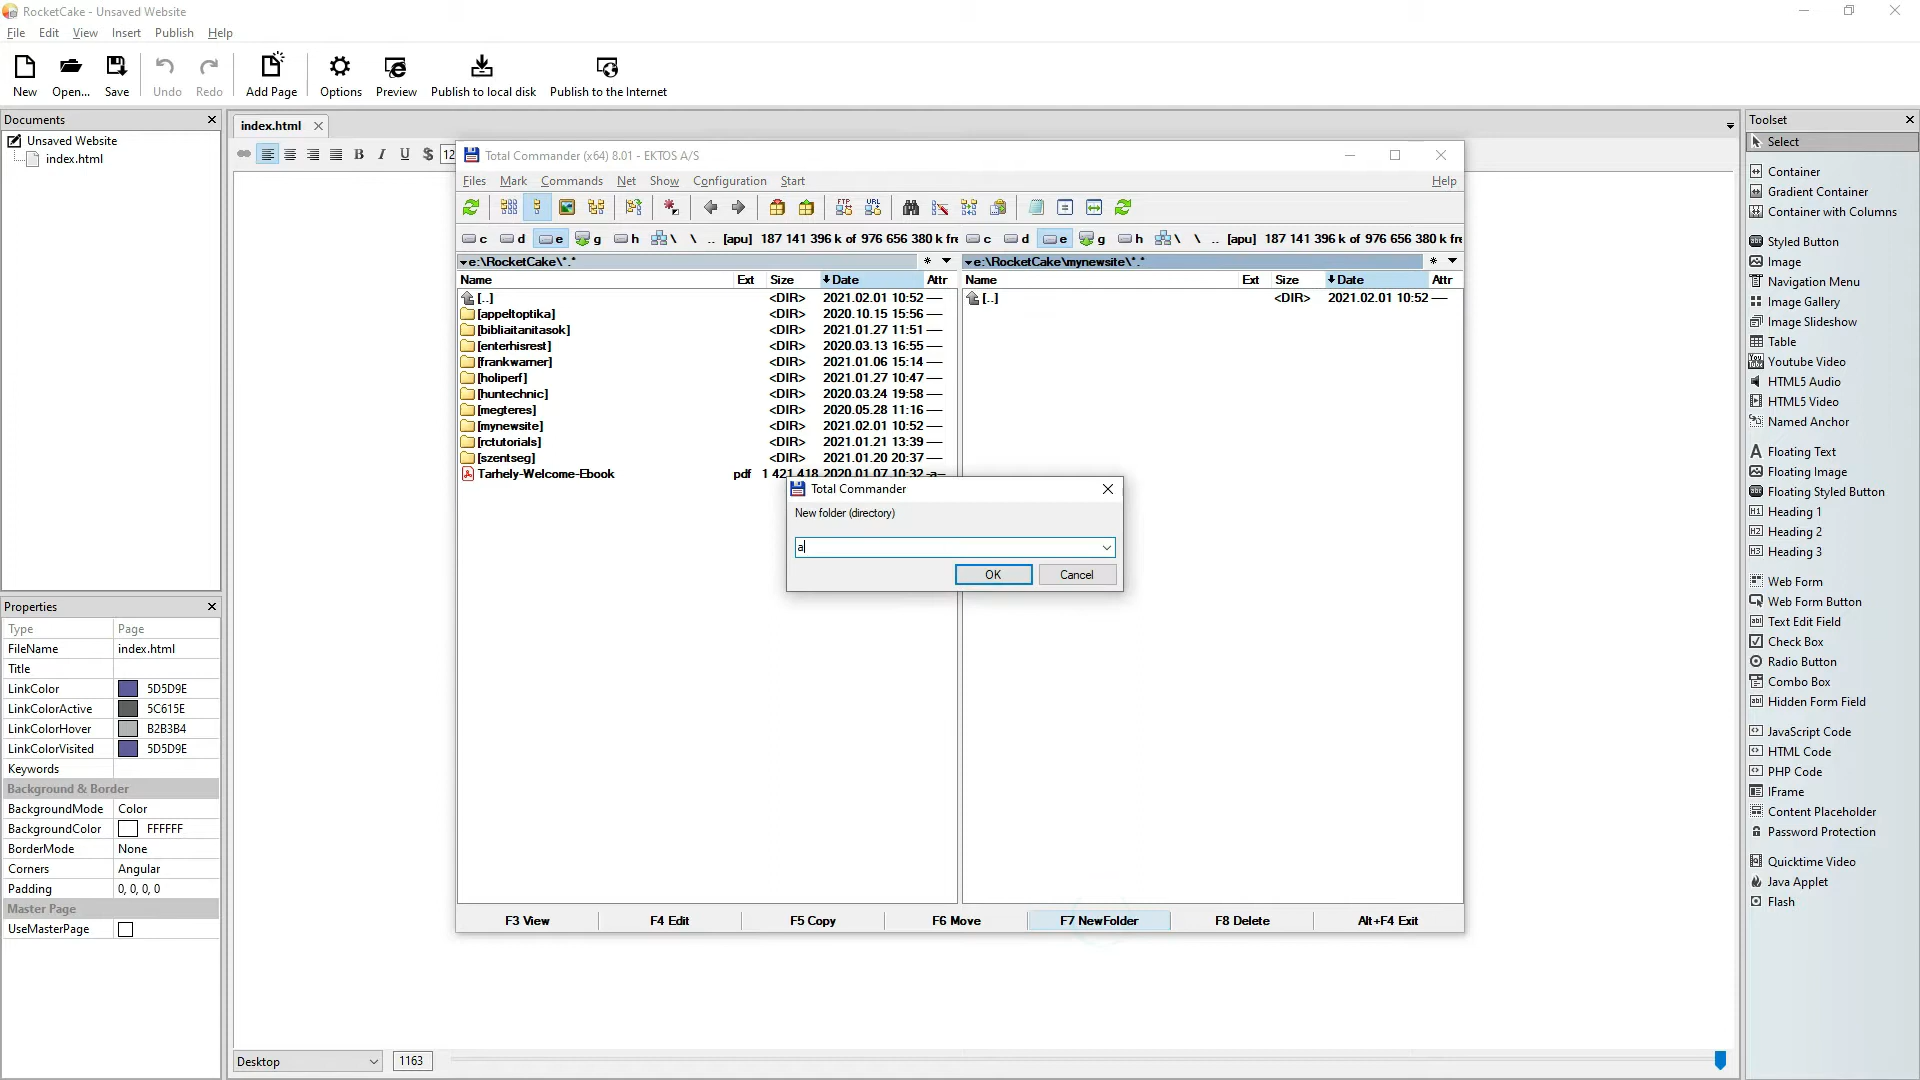 RocketCake - Unsaved Website
File Edit View Insert Publish Help
New Open... Save Undo Redo Add Page Options Preview Publish to local disk Publish to the Internet
Documents
Unsaved Website
index.html
Properties
Type Page
FileName index.html
Title
LinkColor 5D5D9E
LinkColorActive 5C615E
LinkColorHover B2B3B4
LinkColorVisited 5D5D9E
Keywords
Background & Border
BackgroundMode Color
BackgroundColor FFFFFF
BorderMode None
Corners Angular
Padding 0, 0, 0, 0
Master Page
UseMasterPage
index.html
B I U $ 12
Total Commander (x64) 8.01 - EKTOS A/S
Files Mark Commands Net Show Configuration Start Help
FTP URL
c d e g h \ \ .. [apu] 187 141 396 k of 976 656 380 k fre
c d e g h \ \ .. [apu] 187 141 396 k of 976 656 380 k fre
e:\RocketCake\*.* * 
Name Ext Size Date Attr
[..] <DIR> 2021.02.01 10:52 ----
[appeltoptika] <DIR> 2020.10.15 15:56 ----
[bibliaitanitasok] <DIR> 2021.01.27 11:51 ----
[enterhisrest] <DIR> 2020.03.13 16:55 ----
[frankwarner] <DIR> 2021.01.06 15:14 ----
[holiperf] <DIR> 2021.01.27 10:47 ----
[huntechnic] <DIR> 2020.03.24 19:58 ----
[megteres] <DIR> 2020.05.28 11:16 ----
[mynewsite] <DIR> 2021.02.01 10:52 ----
[rctutorials] <DIR> 2021.01.21 13:39 ----
[szentseg] <DIR> 2021.01.20 20:37 ----
Tarhely-Welcome-Ebook pdf 1 421 418 2020.01.07 10:32 -a--
e:\RocketCake\mynewsite\*.* *
Name Ext Size Date Attr
[..] <DIR> 2021.02.01 10:52 ----
Total Commander
New folder (directory)
a
OK Cancel
F3 View F4 Edit F5 Copy F6 Move F7 NewFolder F8 Delete Alt+F4 Exit
Desktop 1163
Toolset
Select
Container
Gradient Container
Container with Columns
Styled Button
Image
Navigation Menu
Image Gallery
Image Slideshow
Table
Youtube Video
HTML5 Audio
HTML5 Video
Named Anchor
Floating Text
Floating Image
Floating Styled Button
Heading 1
Heading 2
Heading 3
Web Form
Web Form Button
Text Edit Field
Check Box
Radio Button
Combo Box
Hidden Form Field
JavaScript Code
HTML Code
PHP Code
IFrame
Content Placeholder
Password Protection
Quicktime Video
Java Applet
Flash